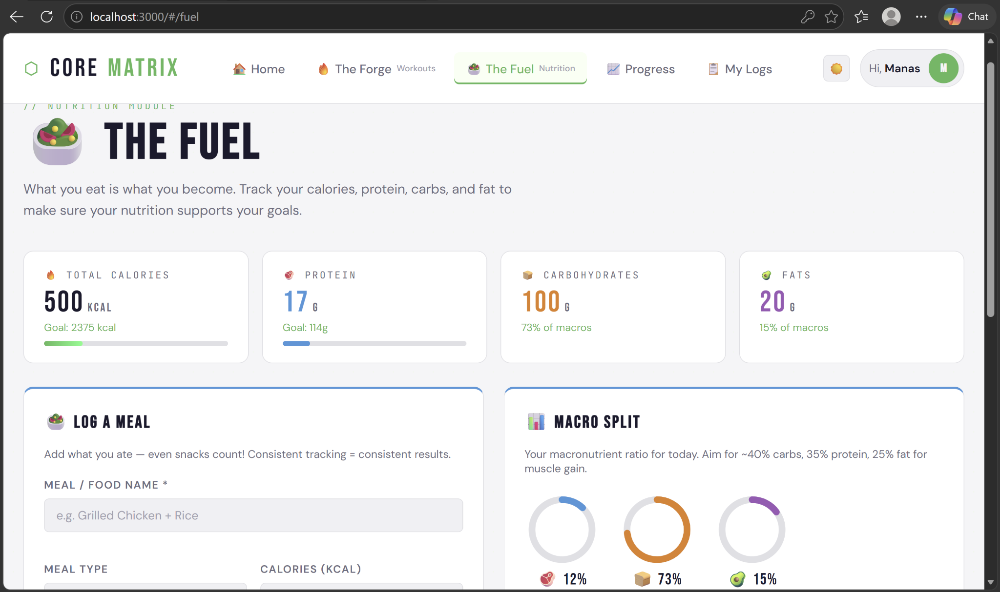 localhost:3000/#/fuel
Chat
CORE MATRIX
Home
The Forge Workouts
The Fuel Nutrition
Progress
My Logs
Hi, Manas
M
// NUTRITION MODULE
THE FUEL
What you eat is what you become. Track your calories, protein, carbs, and fat to
make sure your nutrition supports your goals.
TOTAL CALORIES
500 KCAL
Goal: 2375 kcal
PROTEIN
17 G
Goal: 114g
CARBOHYDRATES
100 G
73% of macros
FATS
20 G
15% of macros
LOG A MEAL
Add what you ate — even snacks count! Consistent tracking = consistent results.
MEAL / FOOD NAME *
e.g. Grilled Chicken + Rice
MEAL TYPE
CALORIES (KCAL)
MACRO SPLIT
Your macronutrient ratio for today. Aim for ~40% carbs, 35% protein, 25% fat for
muscle gain.
12%
73%
15%